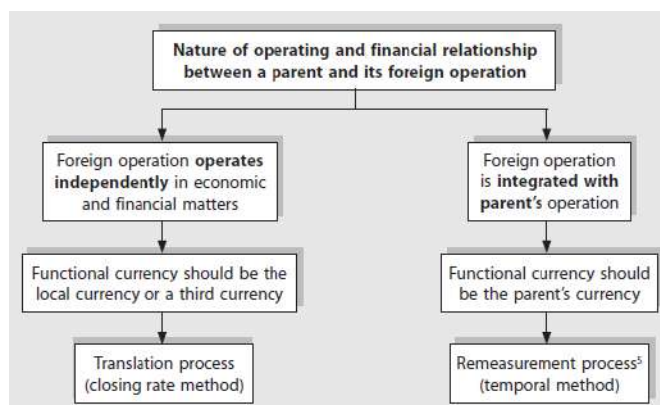 Nature of operating and financial relationship
between a parent and its foreign operation
Foreign operation operates
independently in economic
and financial matters
Foreign operation
is integrated with
parent's operation
Functional currency should be the
local currency or a third currency
Functional currency should
be the parent's currency
Translation process
(closing rate method)
Remeasurement process⁵
(temporal method)